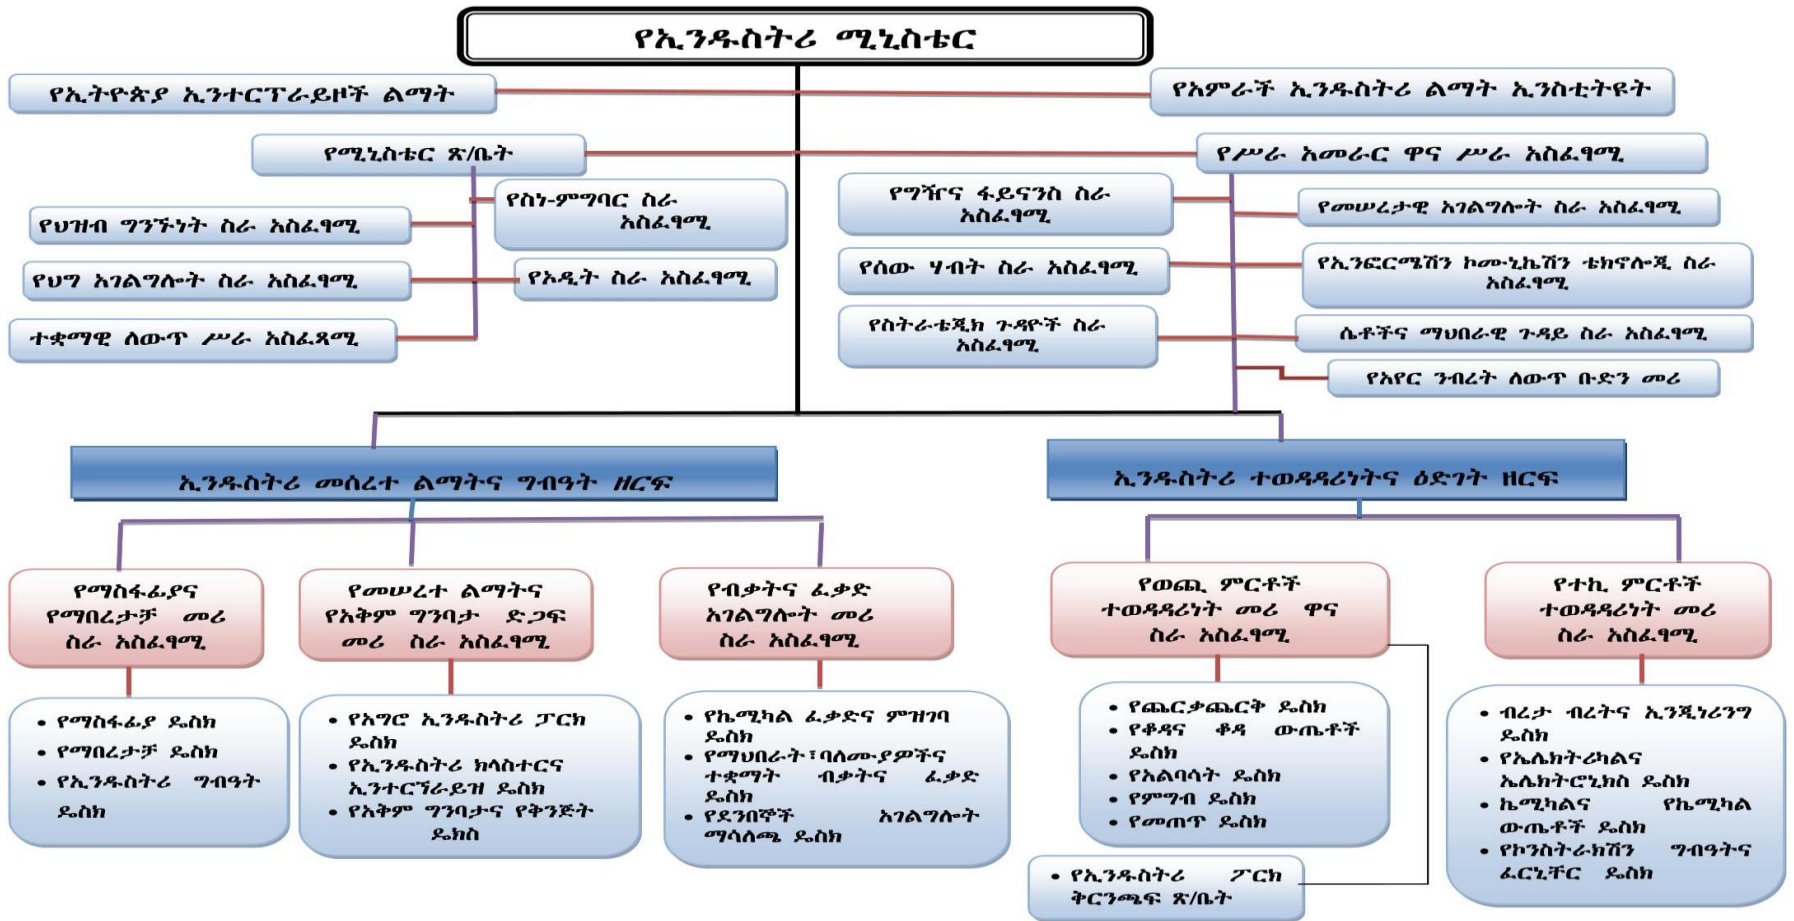 የኢንዱስትሪ ሚኒስቴር
የኢትዮጵያ ኢንተርፕራይዞች ልማት
የአምራች ኢንዱስትሪ ልማት ኢንስቲትዩት
የሚኒስቴር ጽ/ቤት
የሥራ አመራር ዋና ሥራ አስፈፃሚ
የስነ-ምግባር ስራ
አስፈፃሚ
የህዝብ ግንኙነት ስራ አስፈፃሚ
የህግ አገልግሎት ስራ አስፈፃሚ
የኦዲት ስራ አስፈፃሚ
ተቋማዊ ለውጥ ሥራ አስፈጻሚ
የግዥና ፋይናንስ ስራ
አስፈፃሚ
የመሠረታዊ አገልግሎት ስራ አስፈፃሚ
የሰው ሃብት ስራ አስፈፃሚ
የኢንፎርሜሽን ኮሙኒኬሽን ቴክኖሎጂ ስራ
አስፈፃሚ
የስትራቴጂክ ጉዳዮች ስራ
አስፈፃሚ
ሴቶችና ማህበራዊ ጉዳይ ስራ አስፈፃሚ
የአየር ንብረት ለውጥ ቡድን መሪ
ኢንዱስትሪ መሰረተ ልማትና ግብዓት ዘርፍ
ኢንዱስትሪ ተወዳዳሪነትና ዕድገት ዘርፍ
የማስፋፊያና
የማበረታቻ መሪ
ስራ አስፈፃሚ
የመሠረተ ልማትና
የአቅም ግንባታ ድጋፍ
መሪ ስራ አስፈፃሚ
የብቃትና ፈቃድ
አገልግሎት መሪ
ስራ አስፈፃሚ
የወጪ ምርቶች
ተወዳዳሪነት መሪ ዋና
ስራ አስፈፃሚ
የተኪ ምርቶች
ተወዳዳሪነት መሪ
ስራ አስፈፃሚ
• የማስፋፊያ ዴስክ
• የማበረታቻ ዴስክ
• የኢንዱስትሪ ግብዓት
ዴስክ
• የአግሮ ኢንዱስትሪ ፓርክ
ዴስክ
• የኢንዱስትሪ ክላስተርና
ኢንተርኘራይዝ ዴስክ
• የአቅም ግንባታና የቅንጅት
ዴክስ
• የኬሚካል ፈቃድና ምዝገባ
ዴስክ
• የማህበራት፣ባለሙያዎችና
ተቋማት ብቃትና ፈቃድ
ዴስክ
• የደንበኞች አገልግሎት
ማሳለጫ ዴስክ
• የጨርቃጨርቅ ዴስክ
• የቆዳና ቆዳ ውጤቶች
ዴስክ
• የአልባሳት ዴስክ
• የምግብ ዴስክ
• የመጠጥ ዴስክ
• የኢንዱስትሪ ፖርክ
ቅርንጫፍ ጽ/ቤት
• ብረታ ብረትና ኢንጂነሪንግ
ዴስክ
• የኤሌክትሪካልና
ኤሌክትሮኒክስ ዴስክ
• ኬሚካልና የኬሚካል
ውጤቶች ዴስክ
• የኮንስትራክሽን ግብዓትና
ፈርኒቸር ዴስክ